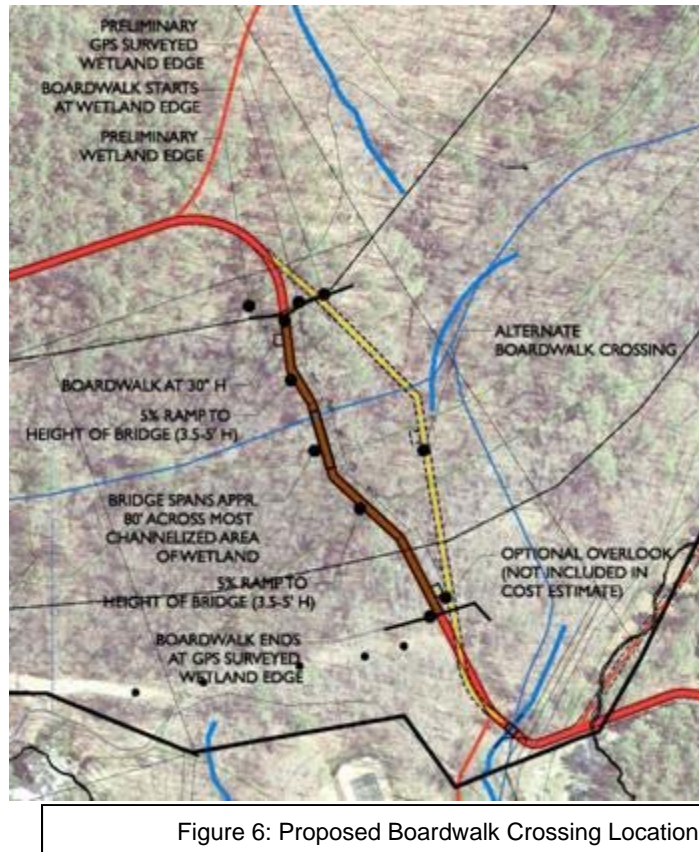 PRELIMINARY
GPS SURVEYED
WETLAND EDGE
BOARDWALK STARTS
AT WETLAND EDGE
PRELIMINARY
WETLAND EDGE
ALTERNATE
BOARDWALK CROSSING
BOARDWALK AT 30" H
5% RAMP TO
HEIGHT OF BRIDGE (3.5-5' H)
BRIDGE SPANS APPR.
80' ACROSS MOST
CHANNELIZED AREA
OF WETLAND
OPTIONAL OVERLOOK
(NOT INCLUDED IN
COST ESTIMATE)
5% RAMP TO
HEIGHT OF BRIDGE (3.5-5' H)
BOARDWALK ENDS
AT GPS SURVEYED
WETLAND EDGE
Figure 6: Proposed Boardwalk Crossing Location